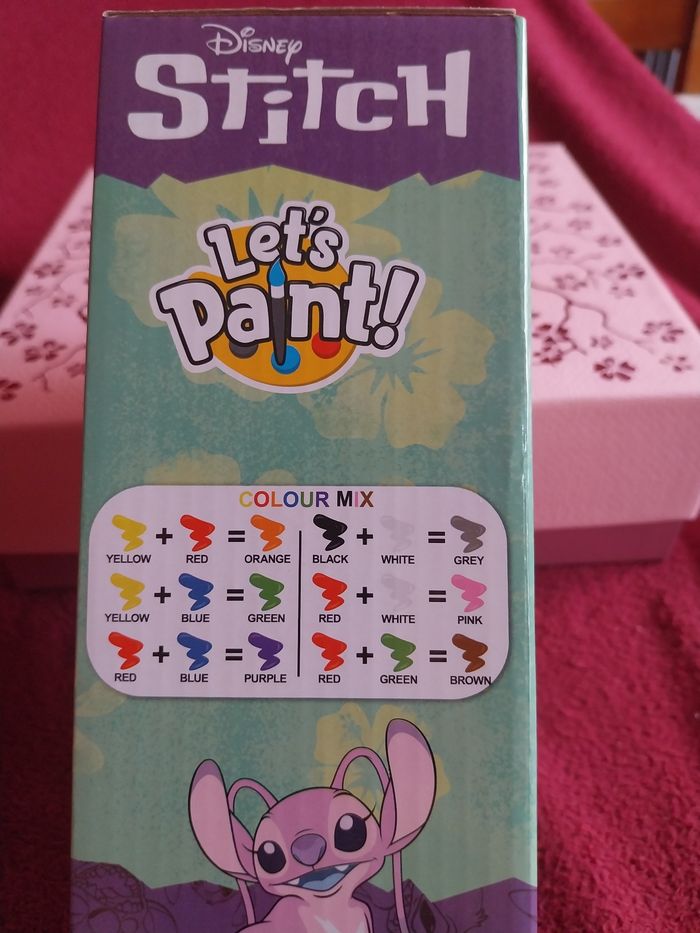 Disney
Stitch
Let's
Paint!
COLOUR MIX
YELLOW + RED = ORANGE
YELLOW + BLUE = GREEN
RED + BLUE = PURPLE
BLACK + WHITE = GREY
RED + WHITE = PINK
RED + GREEN = BROWN